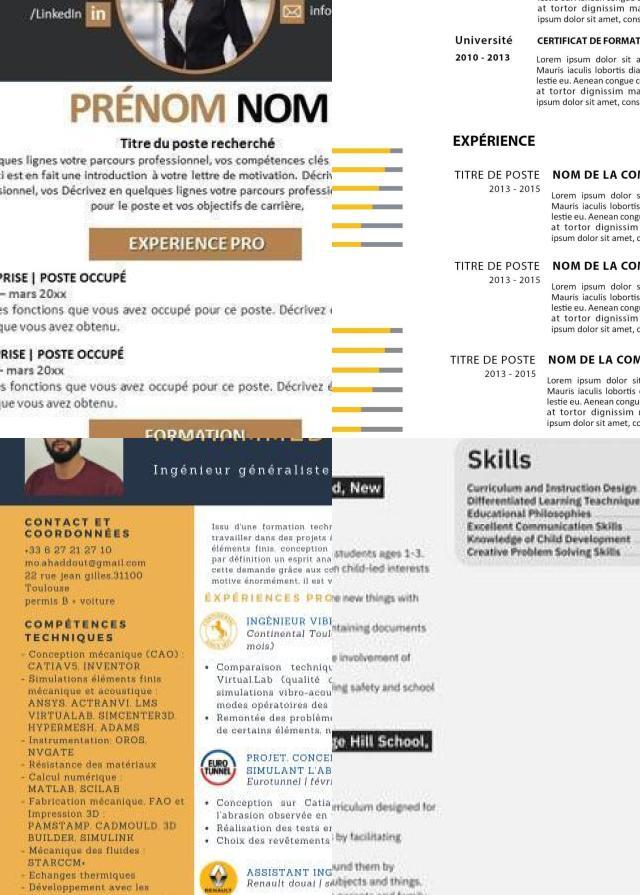 /LinkedIn in info
PRÉNOM NOM
Titre du poste recherché
ques lignes votre parcours professionnel, vos compétences clés
ci est en fait une introduction à votre lettre de motivation. Décri
sionnel, vos Décrivez en quelques lignes votre parcours professi
pour le poste et vos objectifs de carrière,
EXPERIENCE PRO
PRISE | POSTE OCCUPÉ
– mars 20xx
es fonctions que vous avez occupé pour ce poste. Décrivez
que vous avez obtenu.
PRISE | POSTE OCCUPÉ
– mars 20xx
es fonctions que vous avez occupé pour ce poste. Décrivez
que vous avez obtenu.
FORMATION
at tortor dignissim ma
ipsum dolor sit amet, cons
Université
2010 - 2013
CERTIFICAT DE FORMAT
Lorem ipsum dolor sit a
Mauris iaculis lobortis dia
lestie eu. Aenean congue
at tortor dignissim ma
ipsum dolor sit amet, cons
EXPÉRIENCE
TITRE DE POSTE
2013 - 2015
NOM DE LA COM
Lorem ipsum dolor s
Mauris iaculis lobortis
lestie eu. Aenean cong
at tortor dignissim
ipsum dolor sit amet, c
TITRE DE POSTE
2013 - 2015
NOM DE LA COM
Lorem ipsum dolor s
Mauris iaculis lobortis
lestie eu. Aenean cong
at tortor dignissim
ipsum dolor sit amet, c
TITRE DE POSTE
2013 - 2015
NOM DE LA COM
Lorem ipsum dolor sit
Mauris iaculis lobortis
lestie eu. Aenean congu
at tortor dignissim m
ipsum dolor sit amet, co
Ingénieur généraliste
CONTACT ET
COORDONNÉES
+33 6 27 21 27 10
mo.ahaddout@gmail.com
22 rue jean gilles.31100
Toulouse
permis B + voiture
COMPÉTENCES
TECHNIQUES
- Conception mécanique (CAO) :
CATIAV5, INVENTOR
- Simulations éléments finis
mécanique et acoustique :
ANSYS, ACTRANVI, LMS
VIRTUALAB, SIMCENTER3D,
HYPERMESH, ADAMS
- Instrumentation: OROS,
NVGATE
- Résistance des matériaux
- Calcul numérique :
MATLAB, SCILAB
- Fabrication mécanique, FAO et
Impression 3D :
PAMSTAMP, CADMOULD, 3D
BUILDER, SIMULINK
- Mécanique des fluides :
STARCCM+
- Echanges thermiques
- Développement avec les
Issu d'une formation techn
travailler dans des projets
éléments finis, conception
par définition un esprit ana
cette demande grâce aux co
motive énormément, il est v
EXPÉRIENCES PRO
INGÉNIEUR VIB
Continental Toul
mois)
• Comparaison techniq
Virtual.Lab (qualité
simulations vibro-acou
modes opératoires des
• Remontée des problèm
de certains éléments, n
EURO
TUNNEL
PROJET, CONCE
SIMULANT L'AB
Eurotunnel | févri
• Conception sur Catia
l'abrasion observée en
• Réalisation des tests er
• Choix des revêtements
RENAULT
ASSISTANT ING
Renault douai | s
d, New
students ages 1-3.
h child-led interests
re new things with
ntaining documents
e involvement of
ing safety and school
ge Hill School,
rriculum designed for
by facilitating
und them by
ubjects and things.
Skills
Curriculum and Instruction Design
Differentiated Learning Teachnique
Educational Philosophies
Excellent Communication Skills
Knowledge of Child Development
Creative Problem Solving Skills